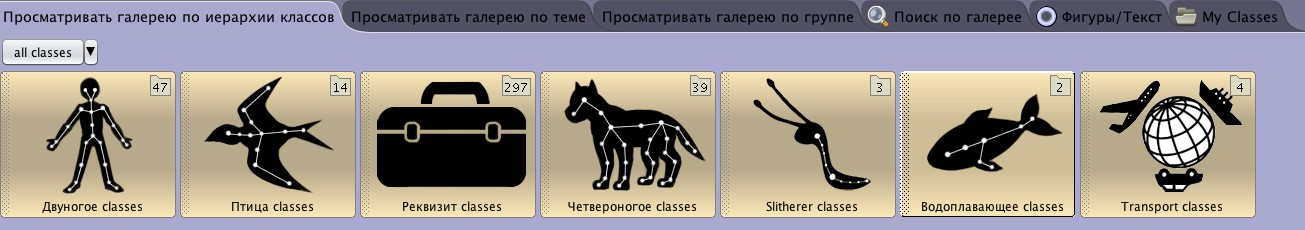 Просматривать галерею по иерархии классов Просматривать галерею по теме Просматривать галерею по группе Поиск по галерее Фигуры/Текст My Classes
all classes
47 14 297 39 3 2 4
Двуногое classes Птица classes Реквизит classes Четвероногое classes Slitherer classes Водоплавающее classes Transport classes